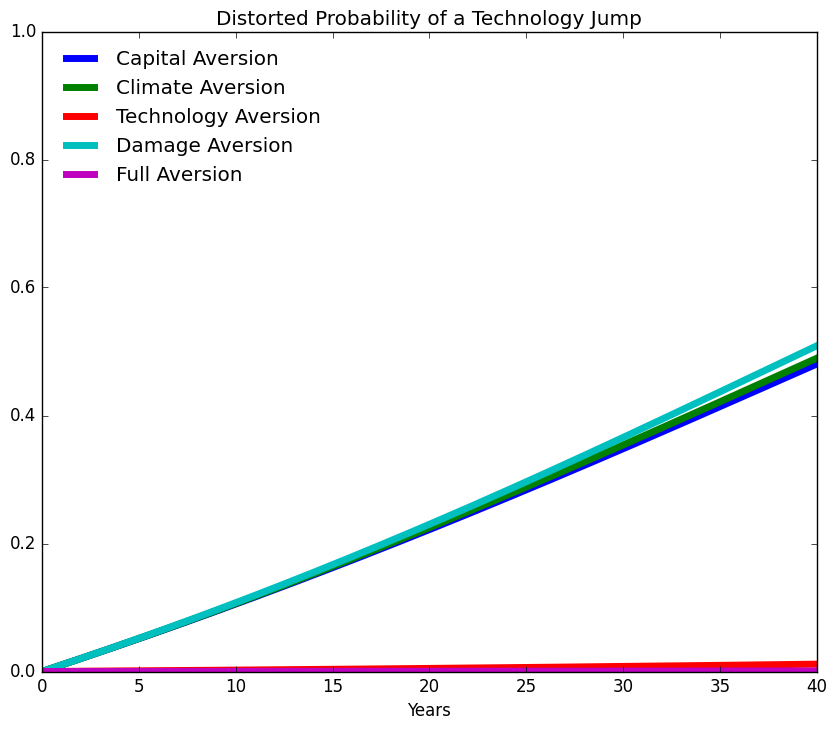 Distorted Probability of a Technology Jump
1.0
Capital Aversion
Climate Aversion
Technology Aversion
Damage Aversion
Full Aversion
0.8
0.6
0.4
0.2
0.0
0 5 10 15 20 25 30 35 40
Years